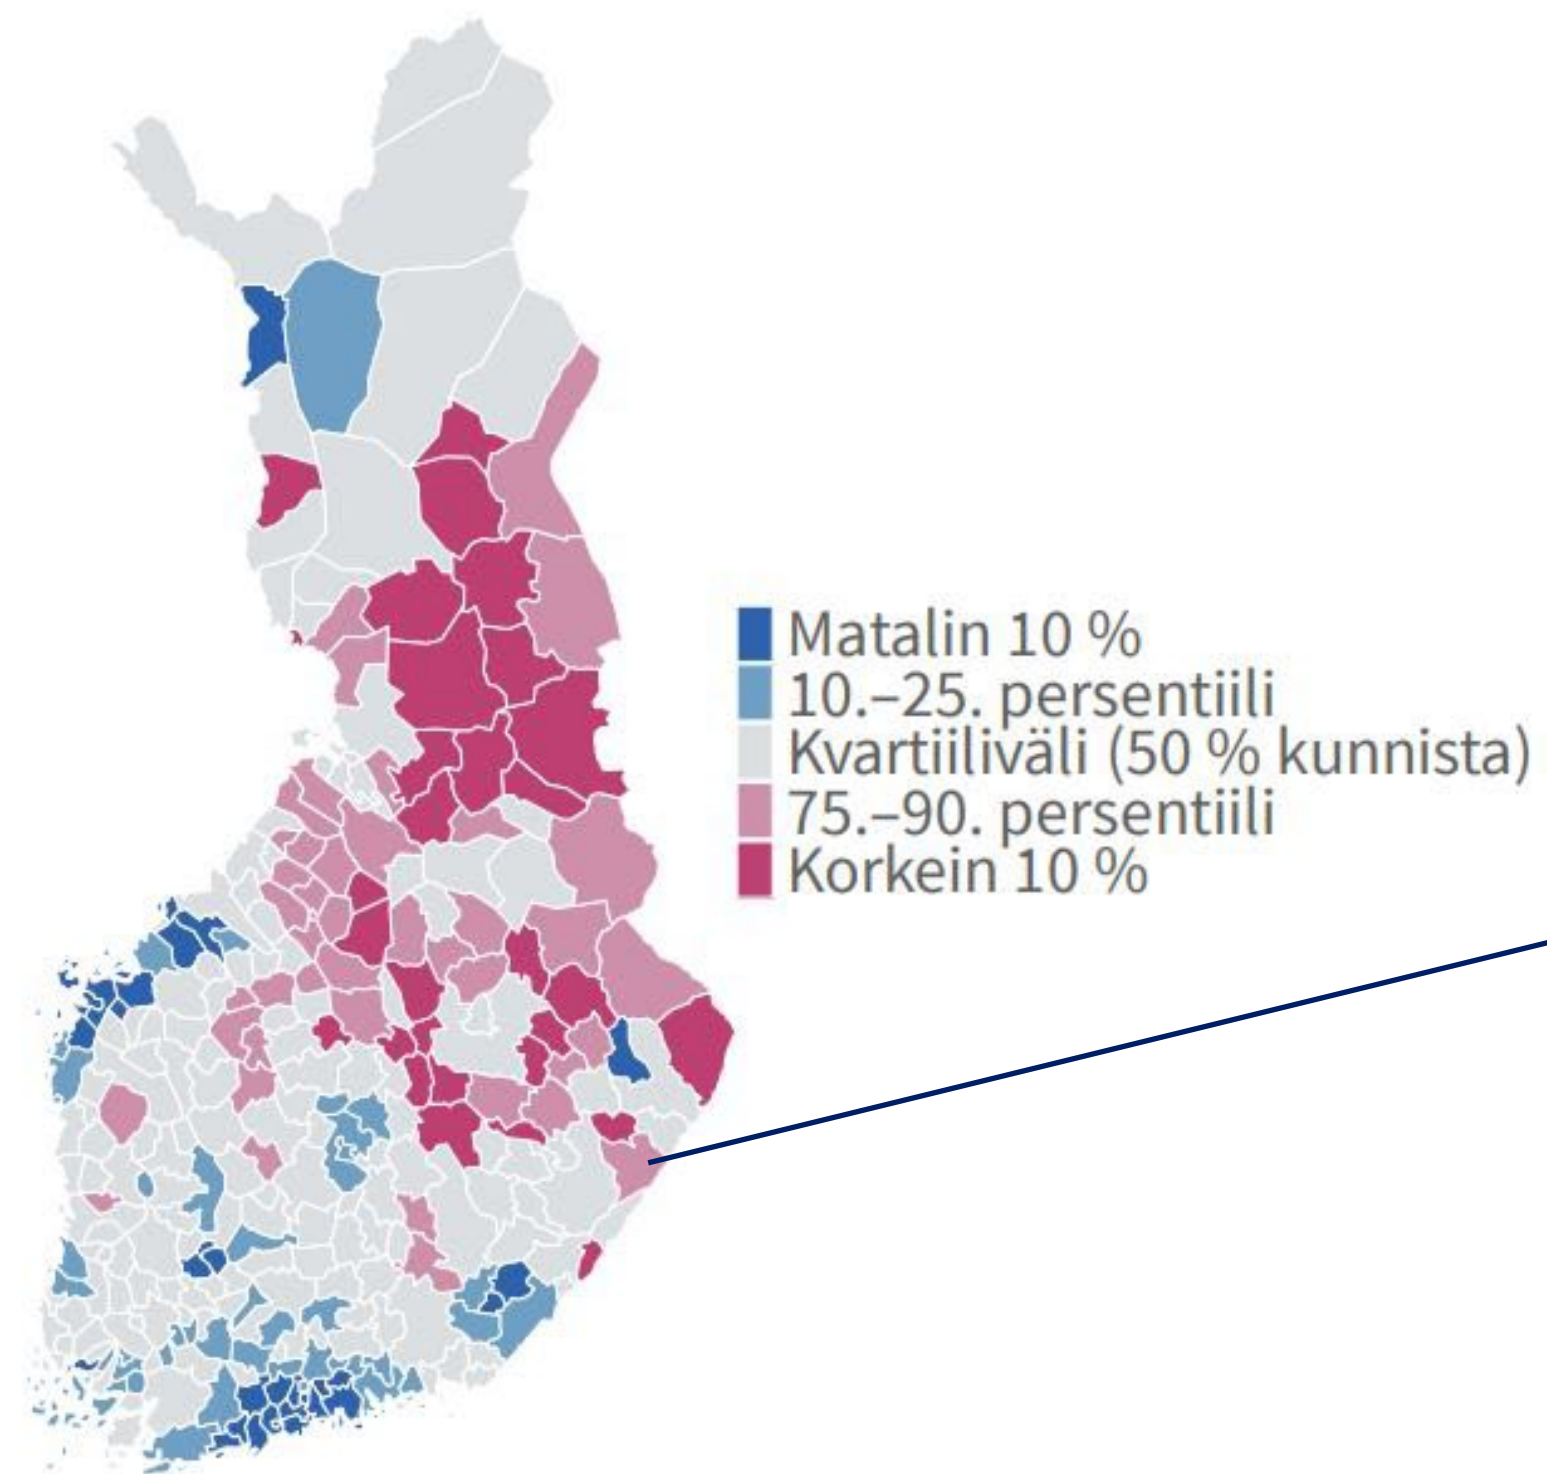 Matalin 10 %
10.–25. persentiili
Kvartiiliväli (50 % kunnista)
75.–90. persentiili
Korkein 10 %